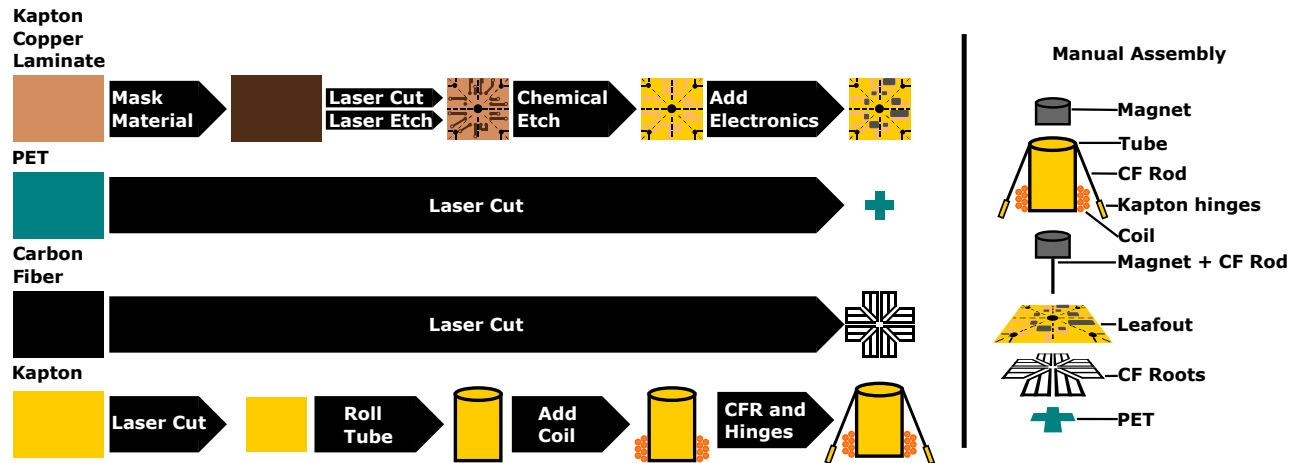 Kapton
Copper
Laminate
Mask
Material
Laser Cut
Laser Etch
Chemical
Etch
Add
Electronics
PET
Laser Cut
Carbon
Fiber
Laser Cut
Kapton
Laser Cut
Roll
Tube
Add
Coil
CFR and
Hinges
Manual Assembly
Magnet
Tube
CF Rod
Kapton hinges
Coil
Magnet + CF Rod
Leafout
CF Roots
PET